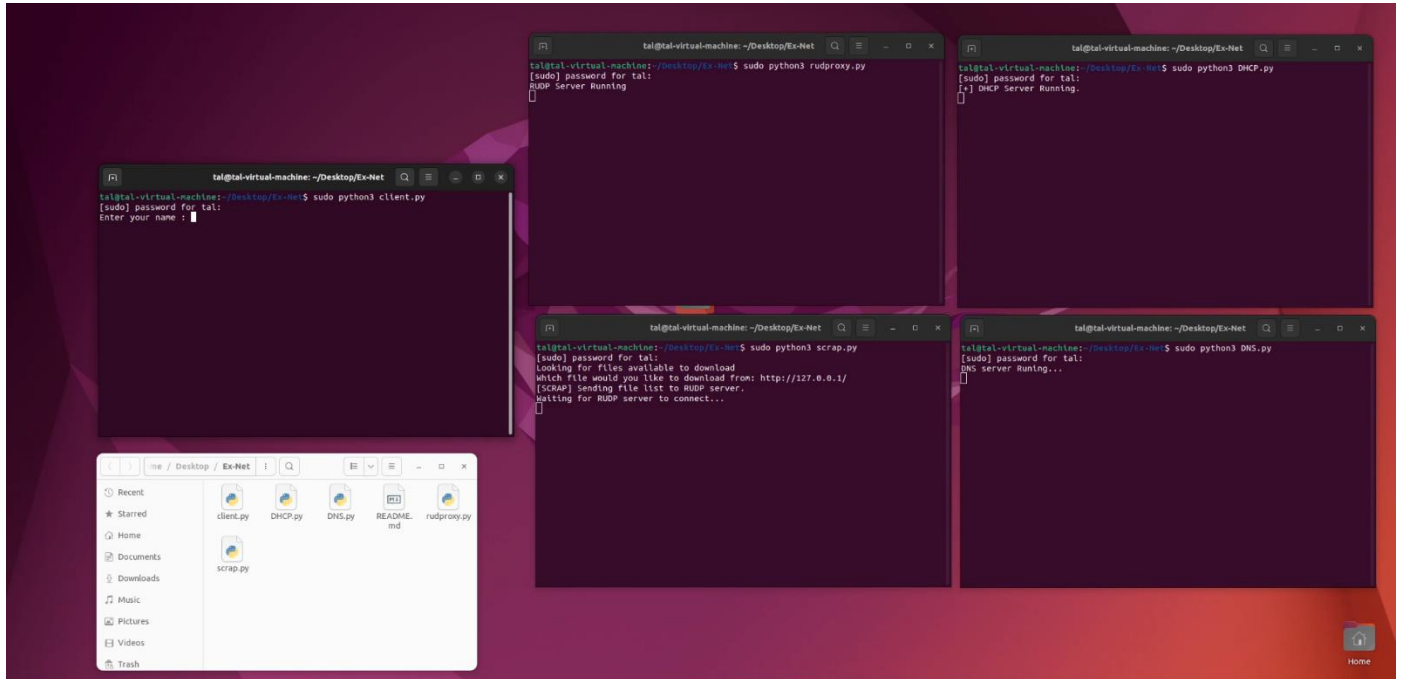 tal@tal-virtual-machine: ~/Desktop/Ex-Net
tal@tal-virtual-machine:~/Desktop/Ex-Net$ sudo python3 rudproxy.py
[sudo] password for tal:
RUDP Server Running
tal@tal-virtual-machine: ~/Desktop/Ex-Net
tal@tal-virtual-machine:~/Desktop/Ex-Net$ sudo python3 DHCP.py
[sudo] password for tal:
[+] DHCP Server Running.
tal@tal-virtual-machine: ~/Desktop/Ex-Net
tal@tal-virtual-machine:~/Desktop/Ex-Net$ sudo python3 client.py
[sudo] password for tal:
Enter your name :
tal@tal-virtual-machine: ~/Desktop/Ex-Net
tal@tal-virtual-machine:~/Desktop/Ex-Net$ sudo python3 scrap.py
[sudo] password for tal:
Looking for files available to download
Which file would you like to download from: http://127.0.0.1/
[SCRAP] Sending file list to RUDP server.
Waiting for RUDP server to connect...
tal@tal-virtual-machine: ~/Desktop/Ex-Net
tal@tal-virtual-machine:~/Desktop/Ex-Net$ sudo python3 DNS.py
[sudo] password for tal:
DNS server Runing...
/ Desktop / Ex-Net
Recent
Starred
Home
Documents
Downloads
Music
Pictures
Videos
Trash
client.py
DHCP.py
DNS.py
README.
md
rudproxy.py
scrap.py
Home